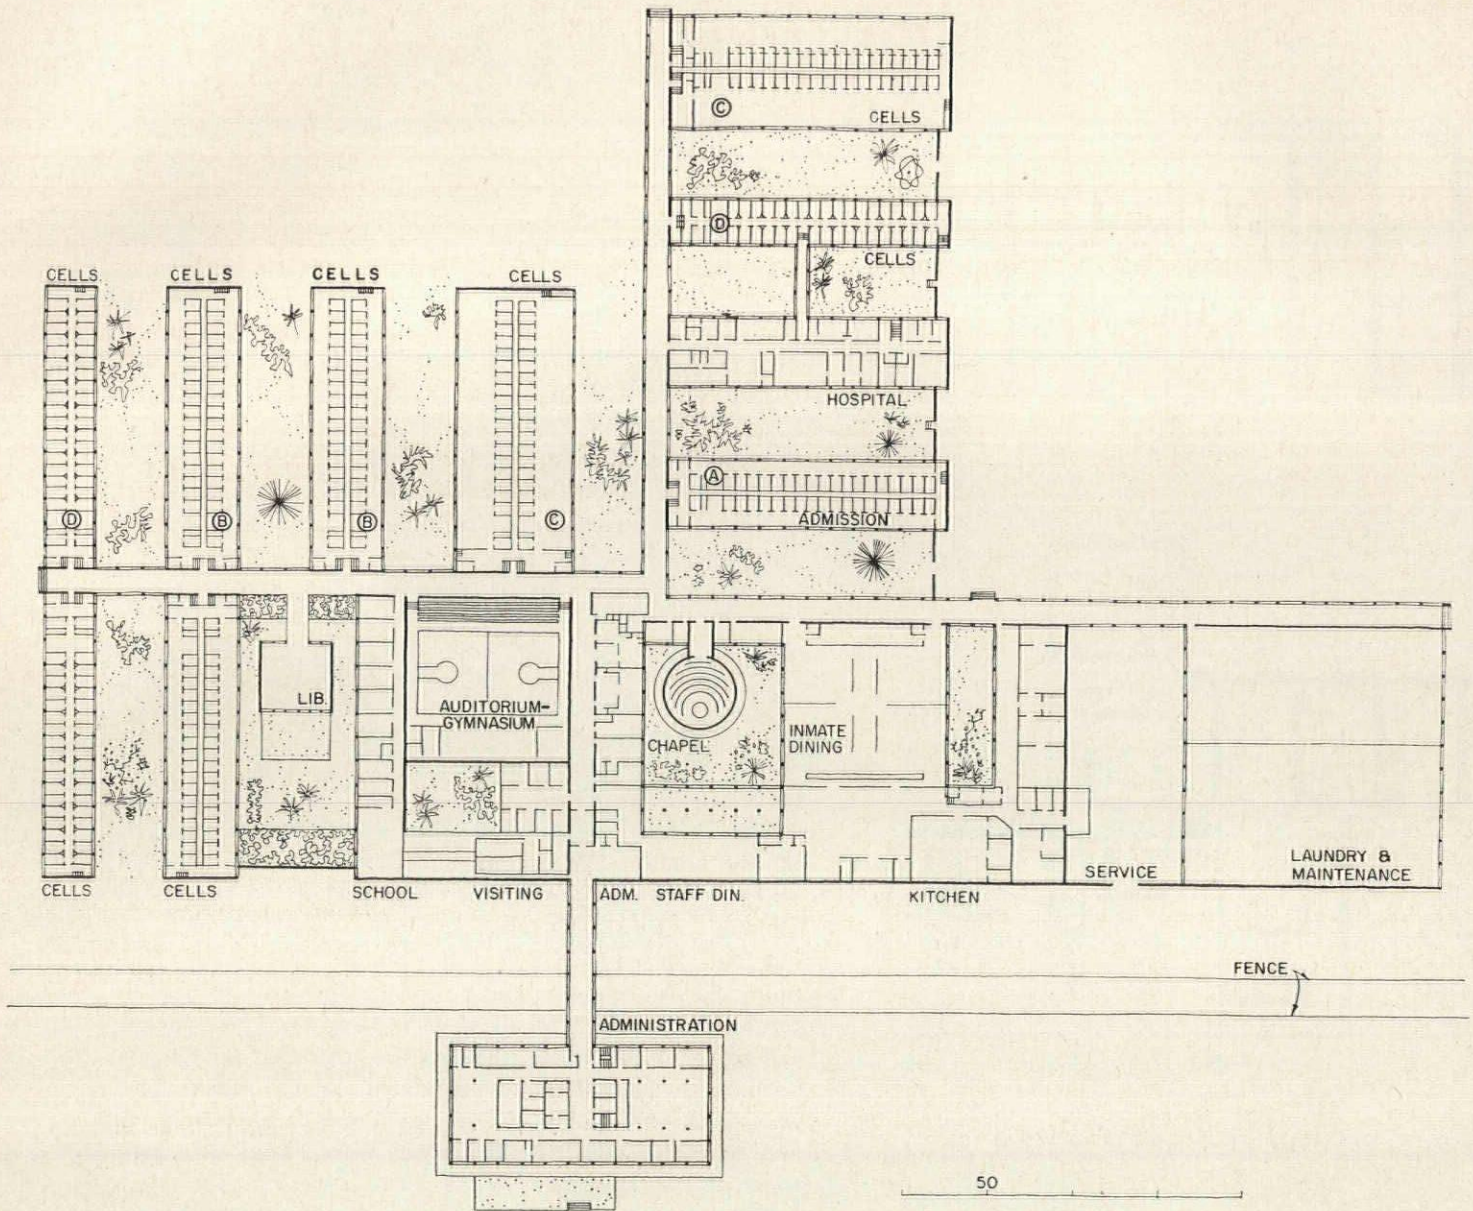 Ⓒ
CELLS
Ⓓ
CELLS
CELLS
CELLS
CELLS
CELLS
HOSPITAL
Ⓐ
ADMISSION
Ⓓ
Ⓑ
Ⓑ
Ⓒ
LIB.
AUDITORIUM-
GYMNASIUM
CHAPEL
INMATE
DINING
CELLS
CELLS
SCHOOL
VISITING
ADM.
STAFF DIN.
KITCHEN
SERVICE
LAUNDRY &
MAINTENANCE
FENCE
ADMINISTRATION
50